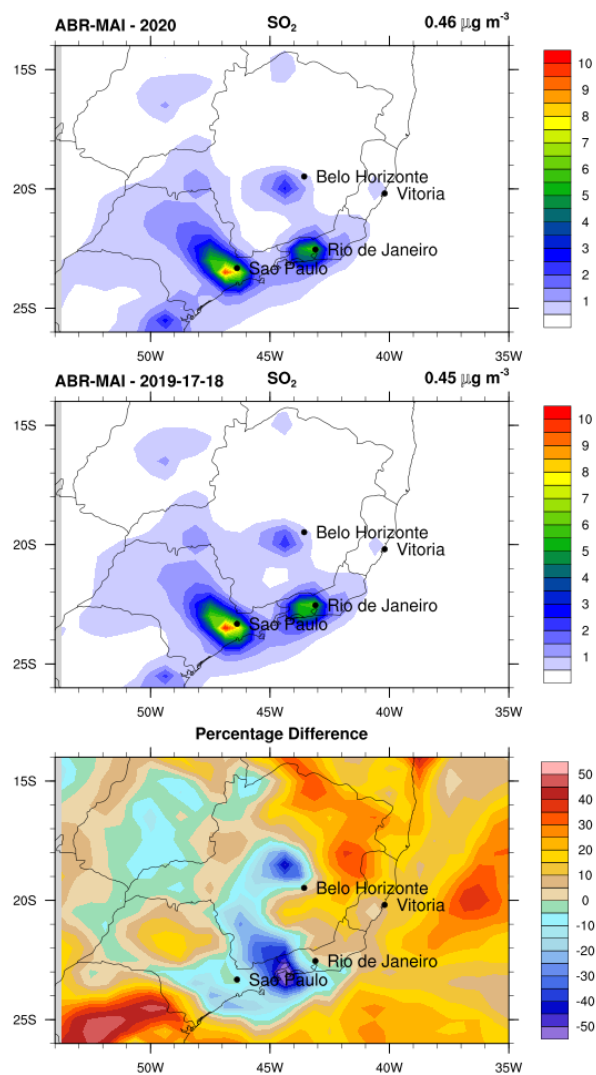 ABR-MAI - 2020 SO₂ 0.46 µg m⁻³
15S
20S
25S
50W 45W 40W 35W
Belo Horizonte
Vitoria
Rio de Janeiro
Sao Paulo
10
9
8
7
6
5
4
3
2
1
ABR-MAI - 2019-17-18 SO₂ 0.45 µg m⁻³
15S
20S
25S
50W 45W 40W 35W
Belo Horizonte
Vitoria
Rio de Janeiro
Sao Paulo
10
9
8
7
6
5
4
3
2
1
Percentage Difference
15S
20S
25S
50W 45W 40W 35W
Belo Horizonte
Vitoria
Rio de Janeiro
Sao Paulo
50
40
30
20
10
0
-10
-20
-30
-40
-50